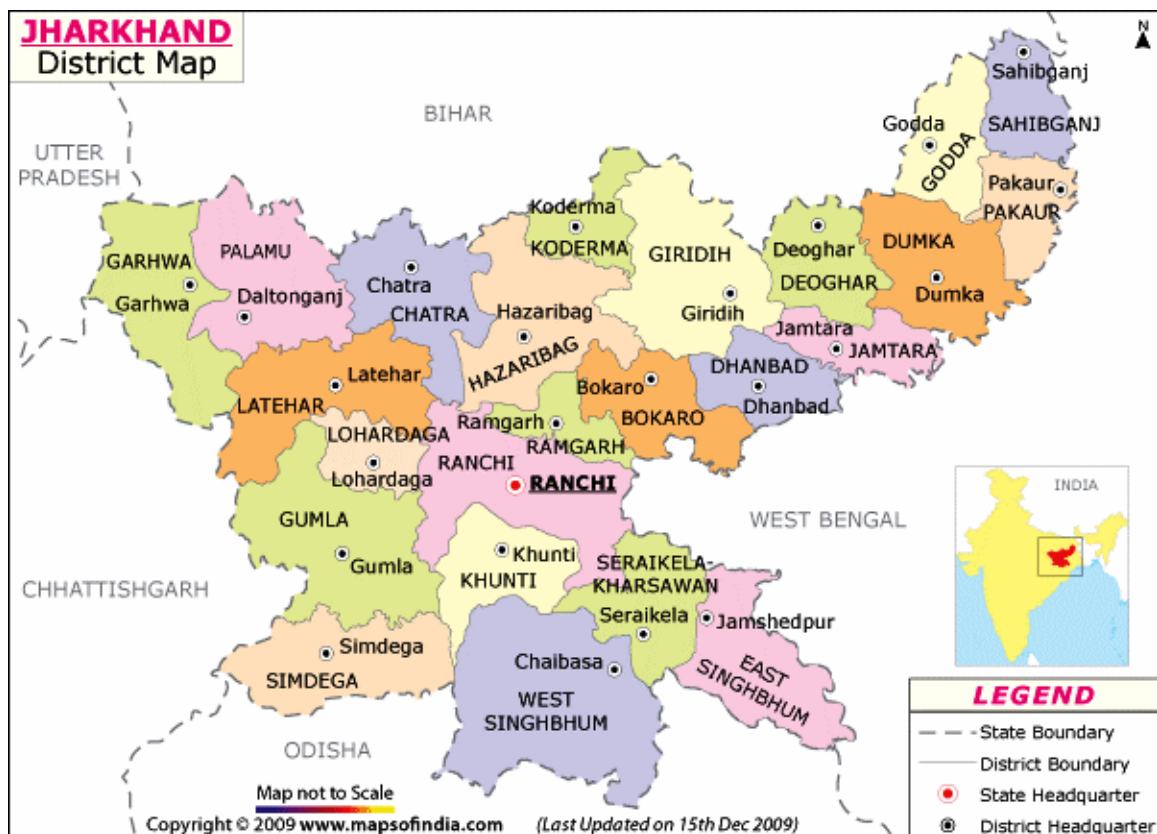 JHARKHAND
District Map
N
BIHAR
UTTER
PRADESH
Sahibganj
SAHIBGANJ
Godda
GODDA
Pakaur
PAKAUR
Koderma
KODERMA
PALAMU
GARHWA
Garhwa
Daltonganj
Chatra
CHATRA
Hazaribag
HAZARIBAG
GIRIDIH
Giridih
Deoghar
DEOGHAR
DUMKA
Dumka
Jamtara
JAMTARA
DHANBAD
Dhanbad
Bokaro
BOKARO
Latehar
LATEHAR
Ramgarh
RAMGARH
LOHARDAGA
Lohardaga
RANCHI
RANCHI
GUMLA
Gumla
Khunti
KHUNTI
SERAIKELA-
KHARSAWAN
Seraikela
Jamshedpur
EAST
SINGHBHUM
Simdega
SIMDEGA
Chaibasa
WEST
SINGHBHUM
WEST BENGAL
CHHATTISHGARH
ODISHA
INDIA
LEGEND
State Boundary
District Boundary
State Headquarter
District Headquarter
Map not to Scale
Copyright © 2009 www.mapsofindia.com (Last Updated on 15th Dec 2009)